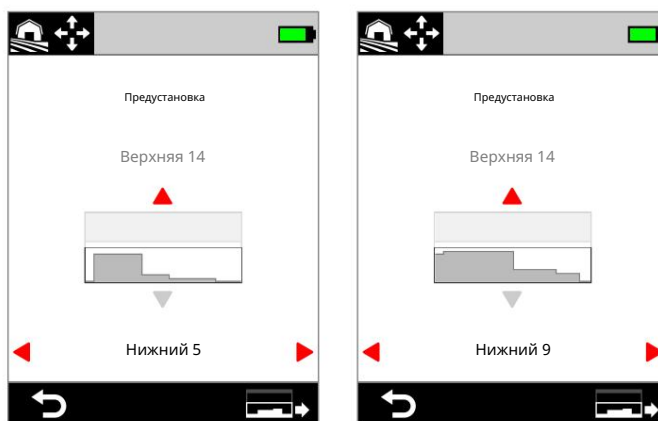 Предустановка
Верхняя 14
Нижний 5
Предустановка
Верхняя 14
Нижний 9